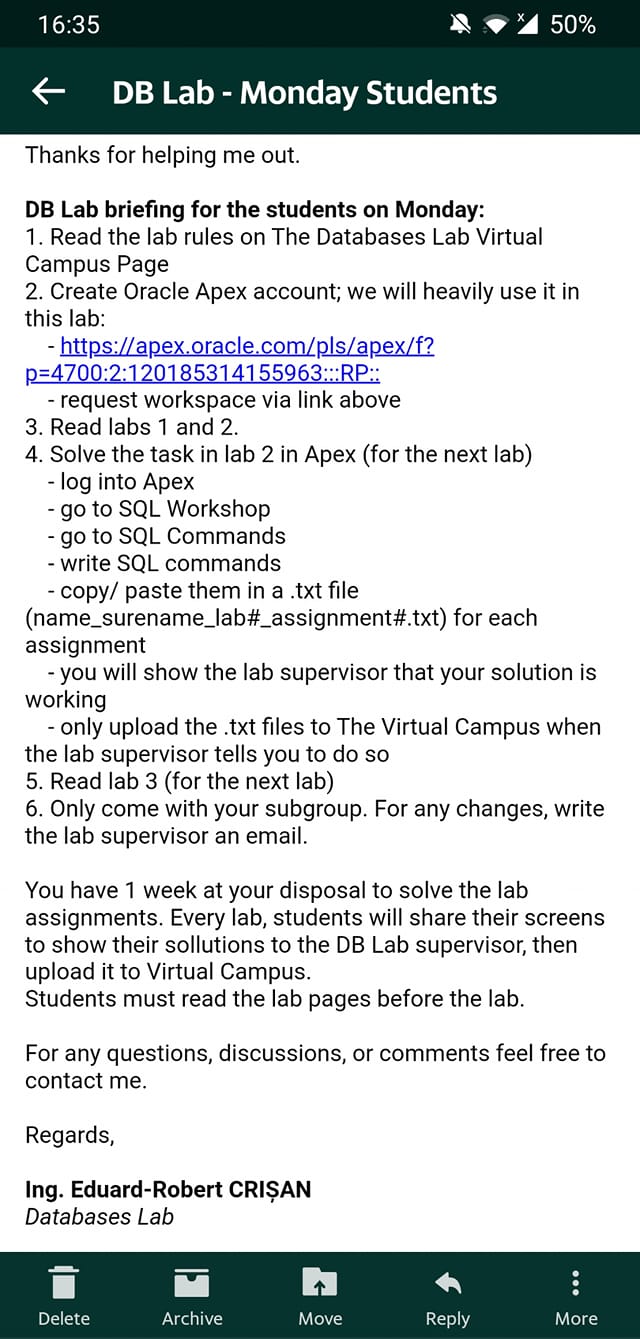 16:35
x
50%
DB Lab - Monday Students
Thanks for helping me out.
DB Lab briefing for the students on Monday:
1. Read the lab rules on The Databases Lab Virtual
Campus Page
2. Create Oracle Apex account; we will heavily use it in
this lab:
- https://apex.oracle.com/pls/apex/f?
p=4700:2:120185314155963:::RP::
- request workspace via link above
3. Read labs 1 and 2.
4. Solve the task in lab 2 in Apex (for the next lab)
- log into Apex
- go to SQL Workshop
- go to SQL Commands
- write SQL commands
- copy/ paste them in a .txt file
(name_surename_lab#_assignment#.txt) for each
assignment
- you will show the lab supervisor that your solution is
working
- only upload the .txt files to The Virtual Campus when
the lab supervisor tells you to do so
5. Read lab 3 (for the next lab)
6. Only come with your subgroup. For any changes, write
the lab supervisor an email.
You have 1 week at your disposal to solve the lab
assignments. Every lab, students will share their screens
to show their sollutions to the DB Lab supervisor, then
upload it to Virtual Campus.
Students must read the lab pages before the lab.
For any questions, discussions, or comments feel free to
contact me.
Regards,
Ing. Eduard-Robert CRIȘAN
Databases Lab
Delete
Archive
Move
Reply
More